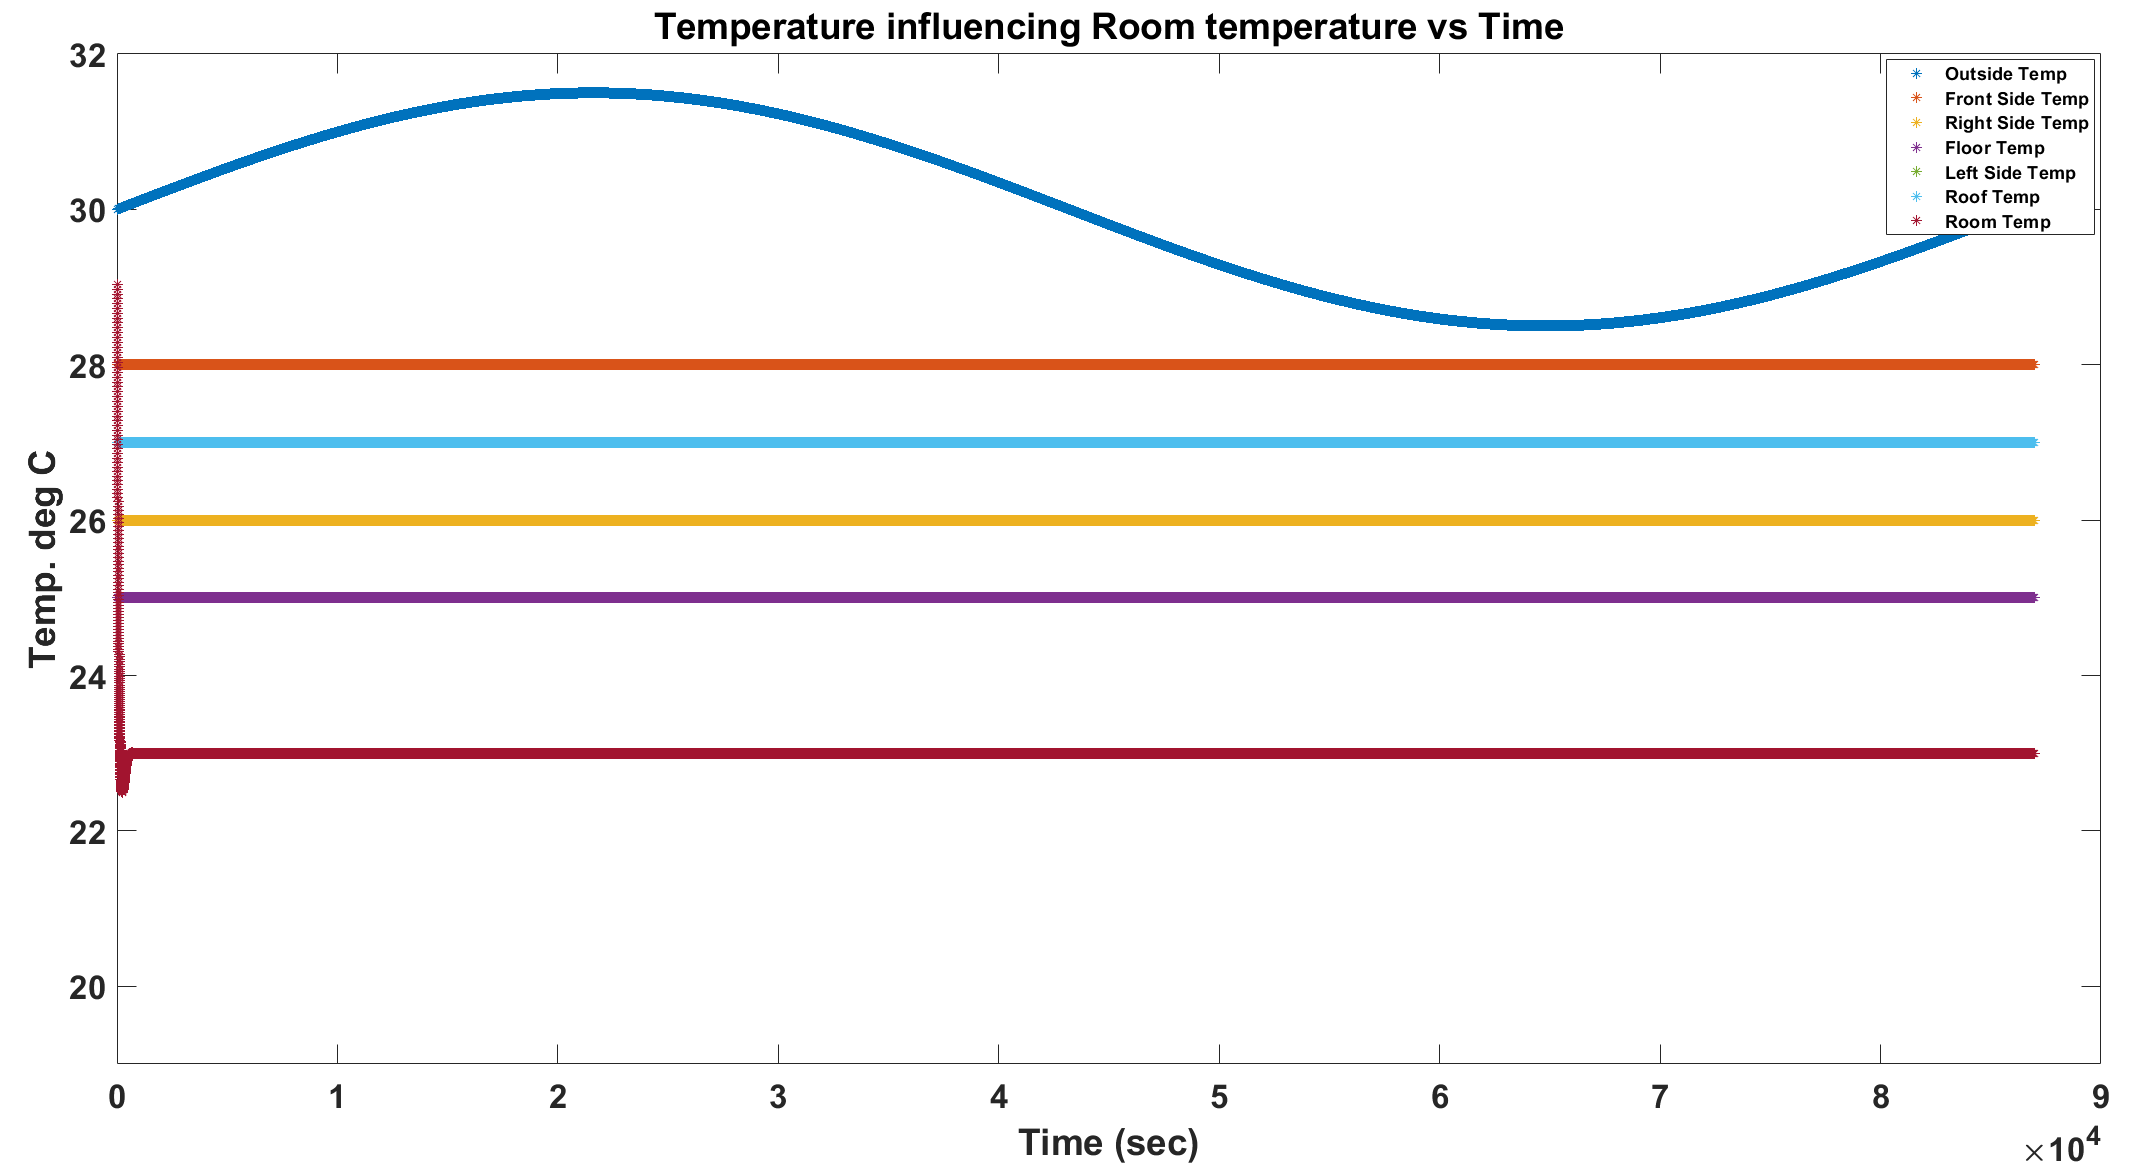 Temperature influencing Room temperature vs Time
32
30
28
26
24
22
20
Temp. deg C
Outside Temp
Front Side Temp
Right Side Temp
Floor Temp
Left Side Temp
Roof Temp
Room Temp
0 1 2 3 4 5 6 7 8 9
Time (sec)
×10⁴